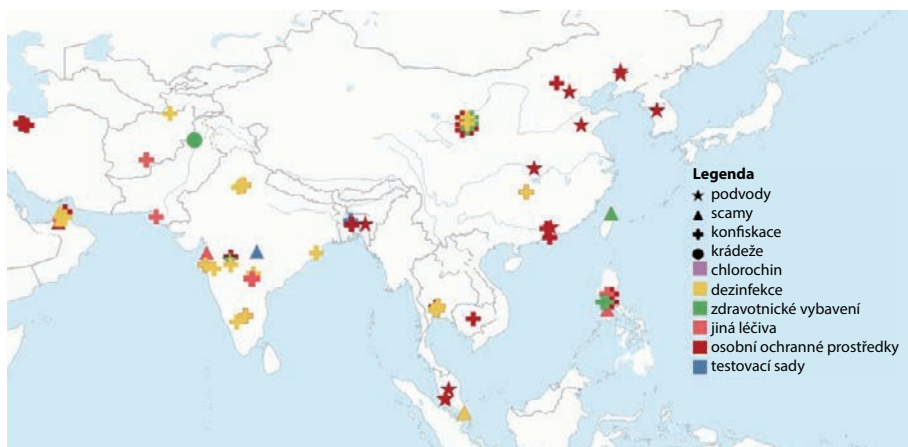 Legenda
podvody
scamy
konfiskace
krádeže
chlorochin
dezinfekce
zdravotnické vybavení
jiná léčiva
osobní ochranné prostředky
testovací sady